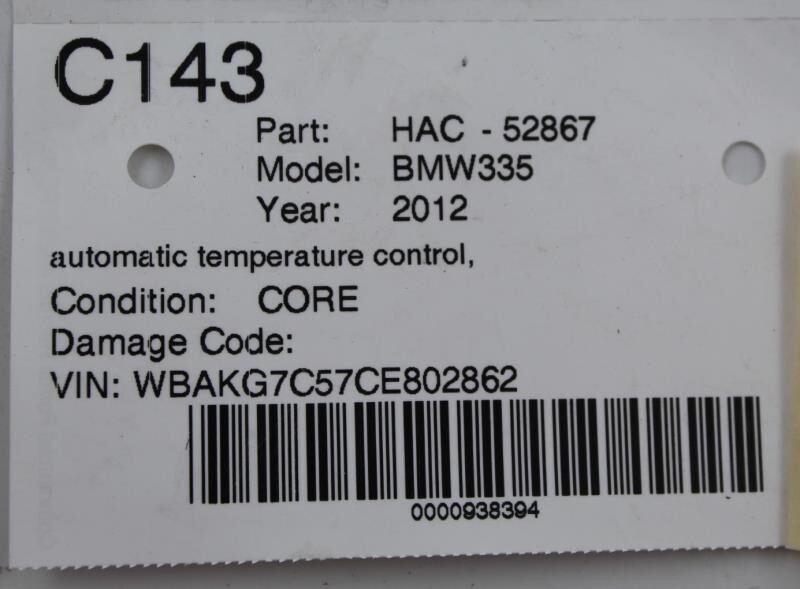 C143
Part: HAC - 52867
Model: BMW335
Year: 2012
automatic temperature control,
Condition: CORE
Damage Code:
VIN: WBAKG7C57CE802862
0000938394